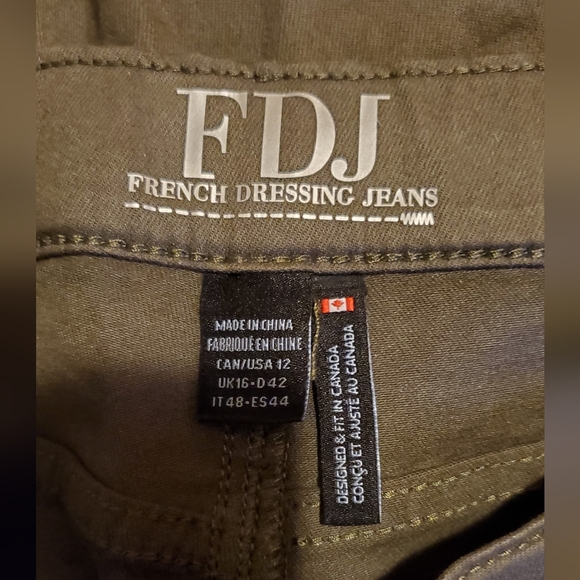 FDJ
FRENCH DRESSING JEANS
MADE IN CHINA
FABRIQUÉ EN CHINE
CAN/USA 12
UK16-D42
IT48-ES44
DESIGNED & FIT IN CANADA
CONÇU ET AJUSTÉ AU CANADA